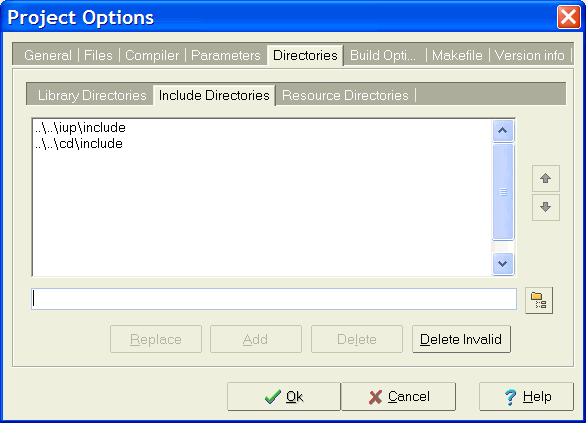 Project Options
General Files Compiler Parameters Directories Build Opti... Makefile Version info
Library Directories Include Directories Resource Directories
..\..\iup\include
..\..\cd\include
Replace Add Delete Delete Invalid
Ok Cancel Help